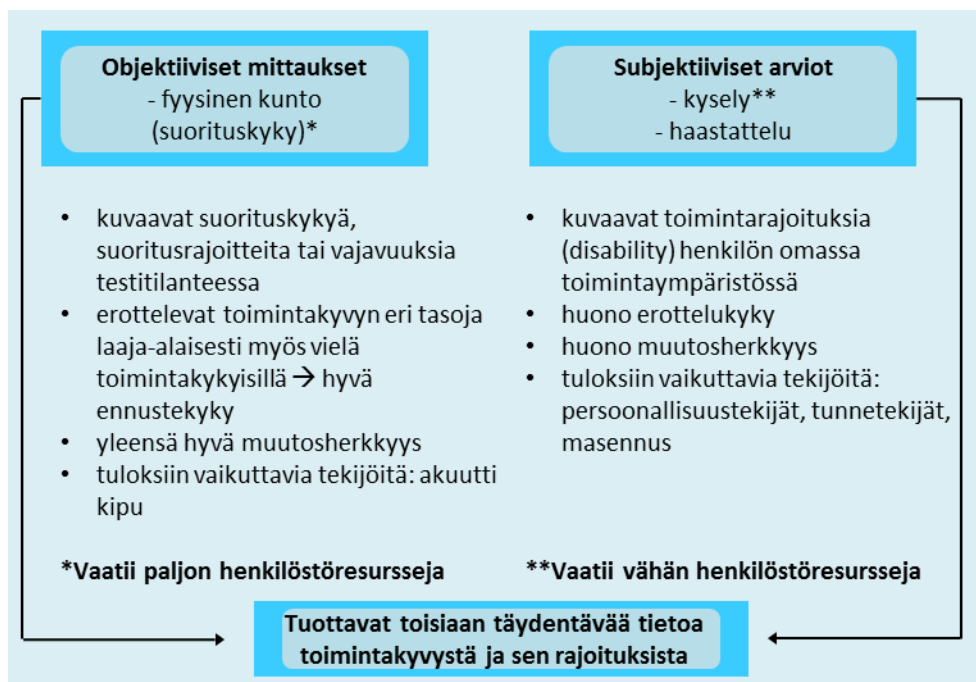 Objektiiviset mittaukset
- fyysinen kunto
(suorituskyky)*
Subjektiiviset arviot
- kysely**
- haastattelu
• kuvaavat suorituskykyä,
suoritusrajoitteita tai vajavuuksia
testitilanteessa
• erottelevat toimintakyvyn eri tasoja
laaja-alaisesti myös vielä
toimintakykyisillä → hyvä
ennustekyky
• yleensä hyvä muutosherkkyys
• tuloksiin vaikuttavia tekijöitä: akuutti
kipu
*Vaatii paljon henkilöstöresursseja
• kuvaavat toimintarajoituksia
(disability) henkilön omassa
toimintaympäristössä
• huono erottelukyky
• huono muutosherkkyys
• tuloksiin vaikuttavia tekijöitä:
persoonallisuustekijät, tunnetekijät,
masennus
**Vaatii vähän henkilöstöresursseja
Tuottavat toisiaan täydentävää tietoa
toimintakyvystä ja sen rajoituksista